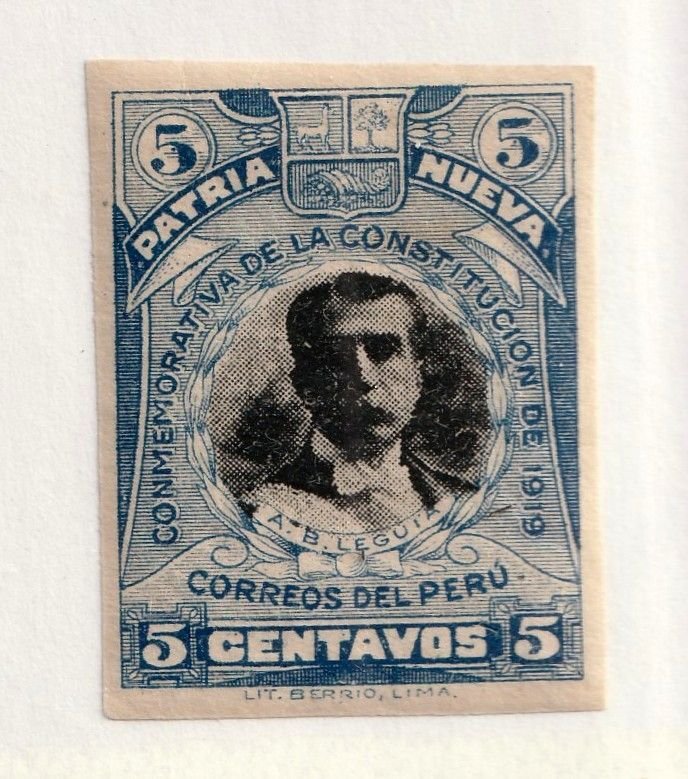 5 5
PATRIA NUEVA
CONMEMORATIVA DE LA CONSTITUCION DE 1919
A. B. LEGUIA
CORREOS DEL PERÚ
5 CENTAVOS 5
LIT. BERRIO, LIMA.